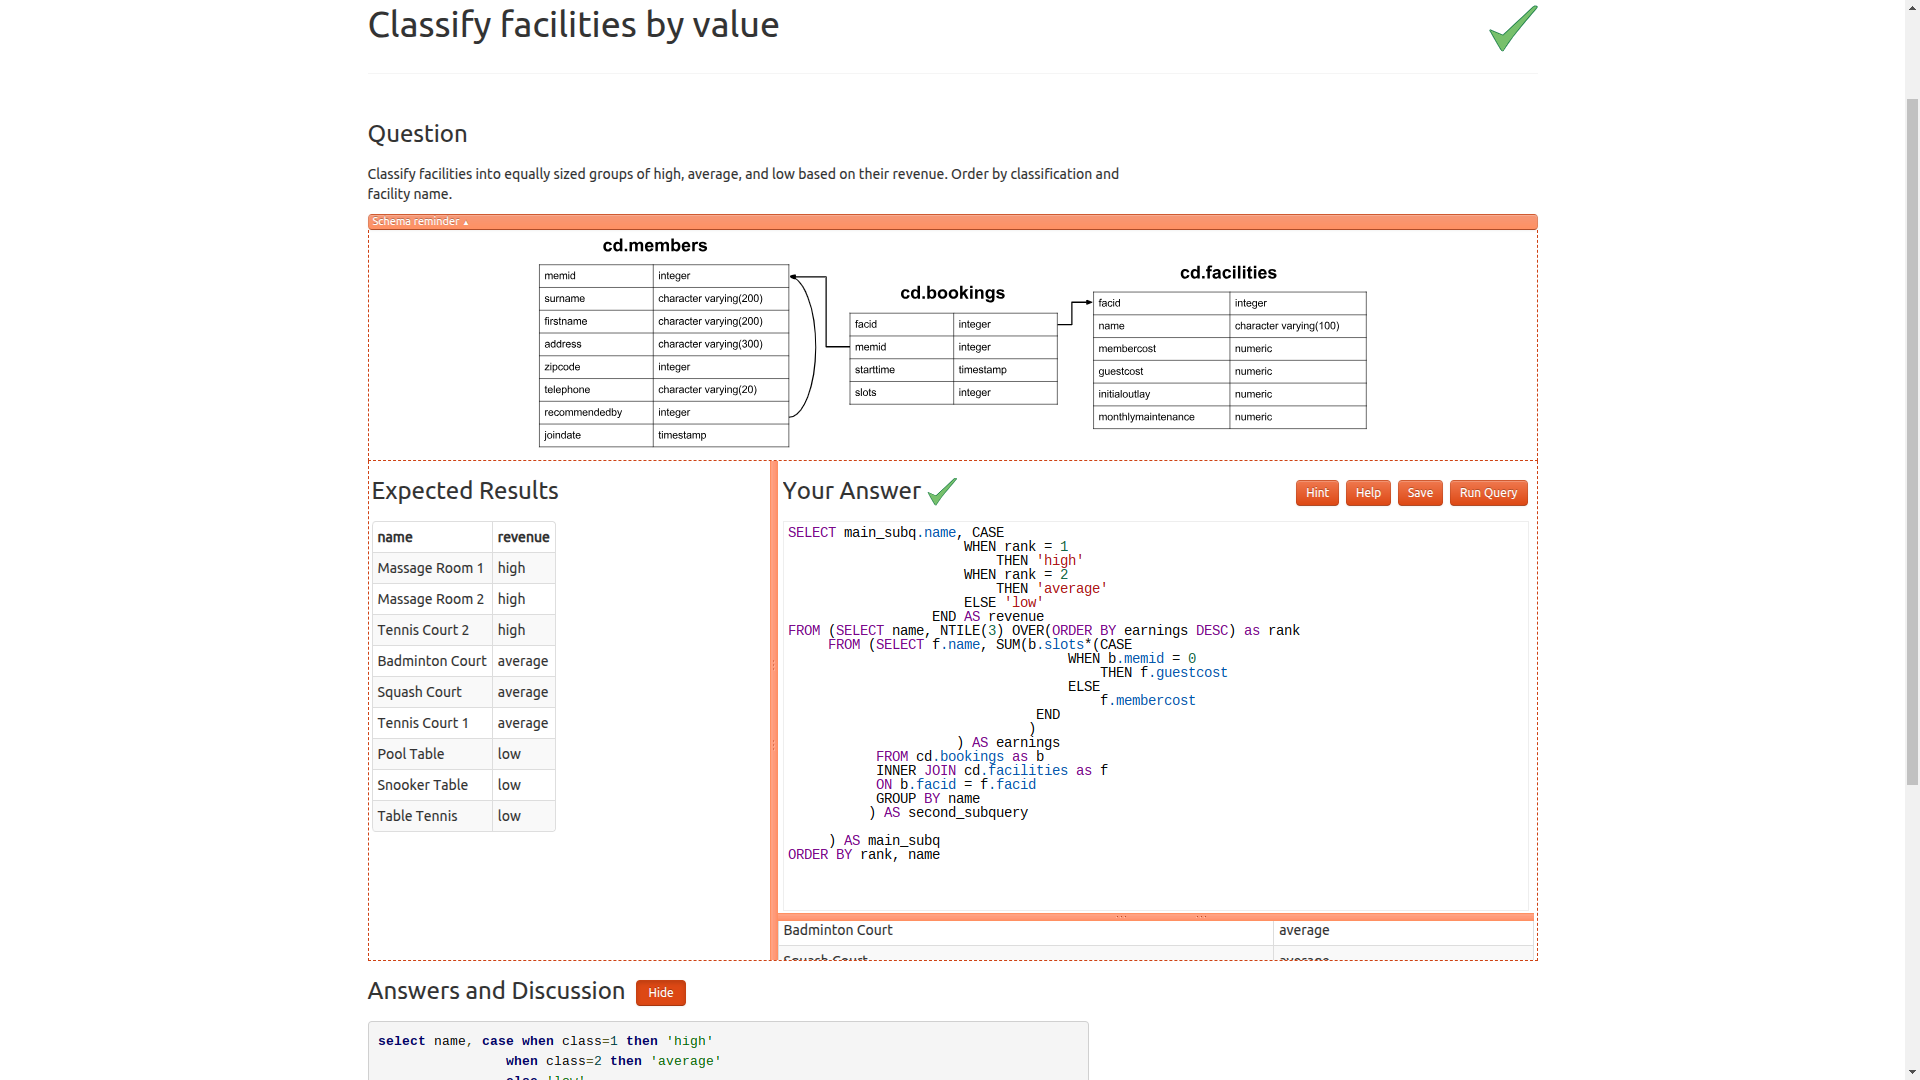 Classify facilities by value
Question
Classify facilities into equally sized groups of high, average, and low based on their revenue. Order by classification and
facility name.
Schema reminder ▴
cd.members
memid integer
surname character varying(200)
firstname character varying(200)
address character varying(300)
zipcode integer
telephone character varying(20)
recommendedby integer
joindate timestamp
cd.bookings
facid integer
memid integer
starttime timestamp
slots integer
cd.facilities
facid integer
name character varying(100)
membercost numeric
guestcost numeric
initialoutlay numeric
monthlymaintenance numeric
Expected Results
name revenue
Massage Room 1 high
Massage Room 2 high
Tennis Court 2 high
Badminton Court average
Squash Court average
Tennis Court 1 average
Pool Table low
Snooker Table low
Table Tennis low
Your Answer
Hint Help Save Run Query
SELECT main_subq.name, CASE
WHEN rank = 1
THEN 'high'
WHEN rank = 2
THEN 'average'
ELSE 'low'
END AS revenue
FROM (SELECT name, NTILE(3) OVER(ORDER BY earnings DESC) as rank
FROM (SELECT f.name, SUM(b.slots*(CASE
WHEN b.memid = 0
THEN f.guestcost
ELSE
f.membercost
END
)
) AS earnings
FROM cd.bookings as b
INNER JOIN cd.facilities as f
ON b.facid = f.facid
GROUP BY name
) AS second_subquery
) AS main_subq
ORDER BY rank, name
Badminton Court average
Squash Court average
Answers and Discussion Hide
select name, case when class=1 then 'high'
when class=2 then 'average'
else 'low'